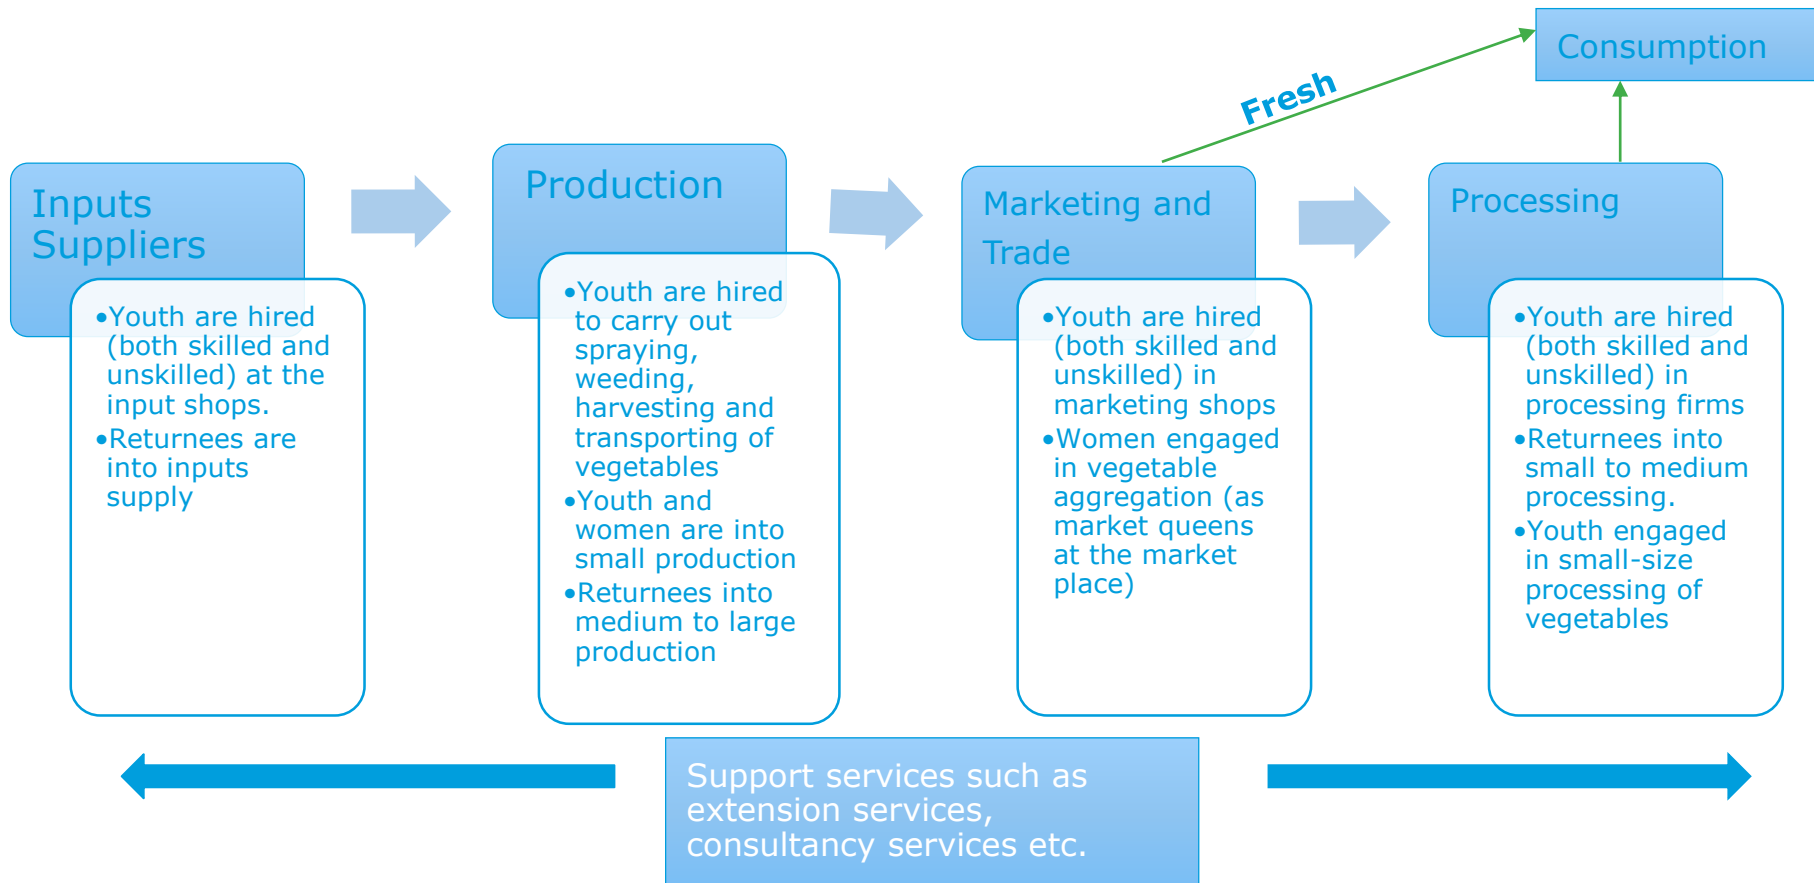 Consumption
Fresh
Inputs
Suppliers
•Youth are hired
(both skilled and
unskilled) at the
input shops.
•Returnees are
into inputs
supply
Production
•Youth are hired
to carry out
spraying,
weeding,
harvesting and
transporting of
vegetables
•Youth and
women are into
small production
•Returnees into
medium to large
production
Marketing and
Trade
•Youth are hired
(both skilled and
unskilled) in
marketing shops
•Women engaged
in vegetable
aggregation (as
market queens
at the market
place)
Processing
•Youth are hired
(both skilled and
unskilled) in
processing firms
•Returnees into
small to medium
processing.
•Youth engaged
in small-size
processing of
vegetables
Support services such as
extension services,
consultancy services etc.